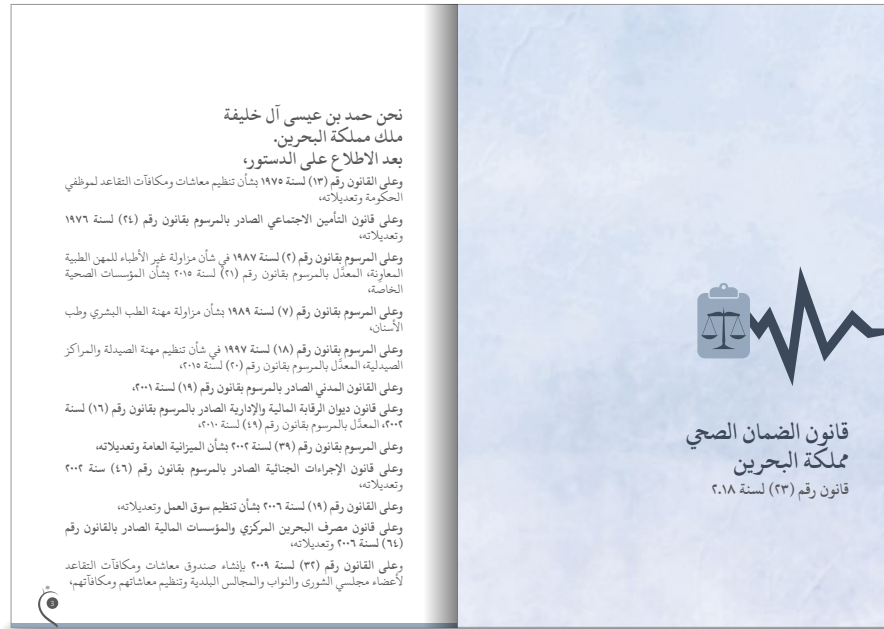 قانون الضمان الصحي
مملكة البحرين
قانون رقم (٢٣) لسنة ٢٠١٨
نحن حمد بن عيسى آل خليفة
ملك مملكة البحرين.
بعد الاطلاع على الدستور،
وعلى القانون رقم (١٣) لسنة ١٩٧٥ بشأن تنظيم معاشات ومكافآت التقاعد لموظفي
الحكومة وتعديلاته،
وعلى قانون التأمين الاجتماعي الصادر بالمرسوم بقانون رقم (٢٤) لسنة ١٩٧٦
وتعديلاته،
وعلى المرسوم بقانون رقم (٢) لسنة ١٩٨٧ في شأن مزاولة غير الأطباء للمهن الطبية
المعاونة، المعدَّل بالمرسوم بقانون رقم (٢١) لسنة ٢٠١٥ بشأن المؤسسات الصحية
الخاصة،
وعلى المرسوم بقانون رقم (٧) لسنة ١٩٨٩ بشأن مزاولة مهنة الطب البشري وطب
الأسنان،
وعلى المرسوم بقانون رقم (١٨) لسنة ١٩٩٧ في شأن تنظيم مهنة الصيدلة والمراكز
الصيدلية، المعدَّل بالمرسوم بقانون رقم (٢٠) لسنة ٢٠١٥،
وعلى القانون المدني الصادر بالمرسوم بقانون رقم (١٩) لسنة ٢٠٠١،
وعلى قانون ديوان الرقابة المالية والإدارية الصادر بالمرسوم بقانون رقم (١٦) لسنة
٢٠٠٢، المعدَّل بالمرسوم بقانون رقم (٤٩) لسنة ٢٠١٠،
وعلى المرسوم بقانون رقم (٣٩) لسنة ٢٠٠٢ بشأن الميزانية العامة وتعديلاته،
وعلى قانون الإجراءات الجنائية الصادر بالمرسوم بقانون رقم (٤٦) سنة ٢٠٠٢
وتعديلاته،
وعلى القانون رقم (١٩) لسنة ٢٠٠٦ بشأن تنظيم سوق العمل وتعديلاته،
وعلى قانون مصرف البحرين المركزي والمؤسسات المالية الصادر بالقانون رقم
(٦٤) لسنة ٢٠٠٦ وتعديلاته،
وعلى القانون رقم (٣٢) لسنة ٢٠٠٩ بإنشاء صندوق معاشات ومكافآت التقاعد
لأعضاء مجلسي الشورى والنواب والمجالس البلدية وتنظيم معاشاتهم ومكافآتهم،
3